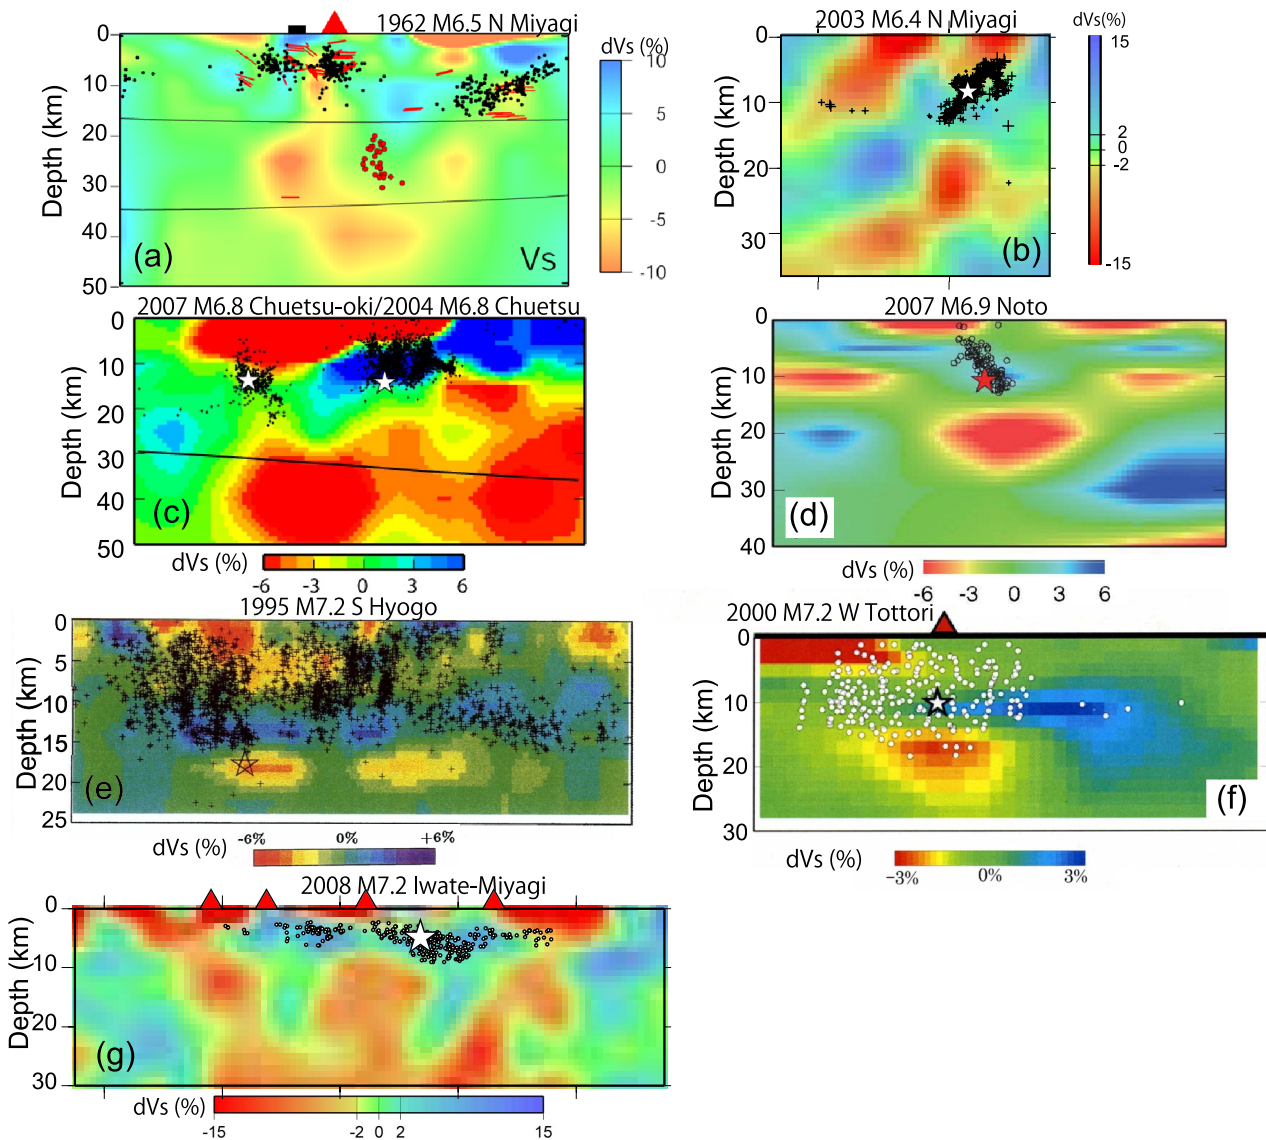 1962 M6.5 N Miyagi
dVs (%)
0
10
20
30
40
50
Depth (km)
10
5
0
-5
-10
(a)
Vs
2003 M6.4 N Miyagi
dVs(%)
0
10
20
30
Depth (km)
15
2
0
-2
-15
(b)
2007 M6.8 Chuetsu-oki/2004 M6.8 Chuetsu
0
10
20
30
40
50
Depth (km)
(c)
dVs (%)
-6 -3 0 3 6
2007 M6.9 Noto
0
10
20
30
40
Depth (km)
(d)
dVs (%)
-6 -3 0 3 6
1995 M7.2 S Hyogo
0
5
10
15
20
25
Depth (km)
(e)
dVs (%)
-6% 0% +6%
2000 M7.2 W Tottori
0
10
20
30
Depth (km)
(f)
dVs (%)
-3% 0% 3%
2008 M7.2 Iwate-Miyagi
0
10
20
30
Depth (km)
(g)
dVs (%)
-15 -2 0 2 15